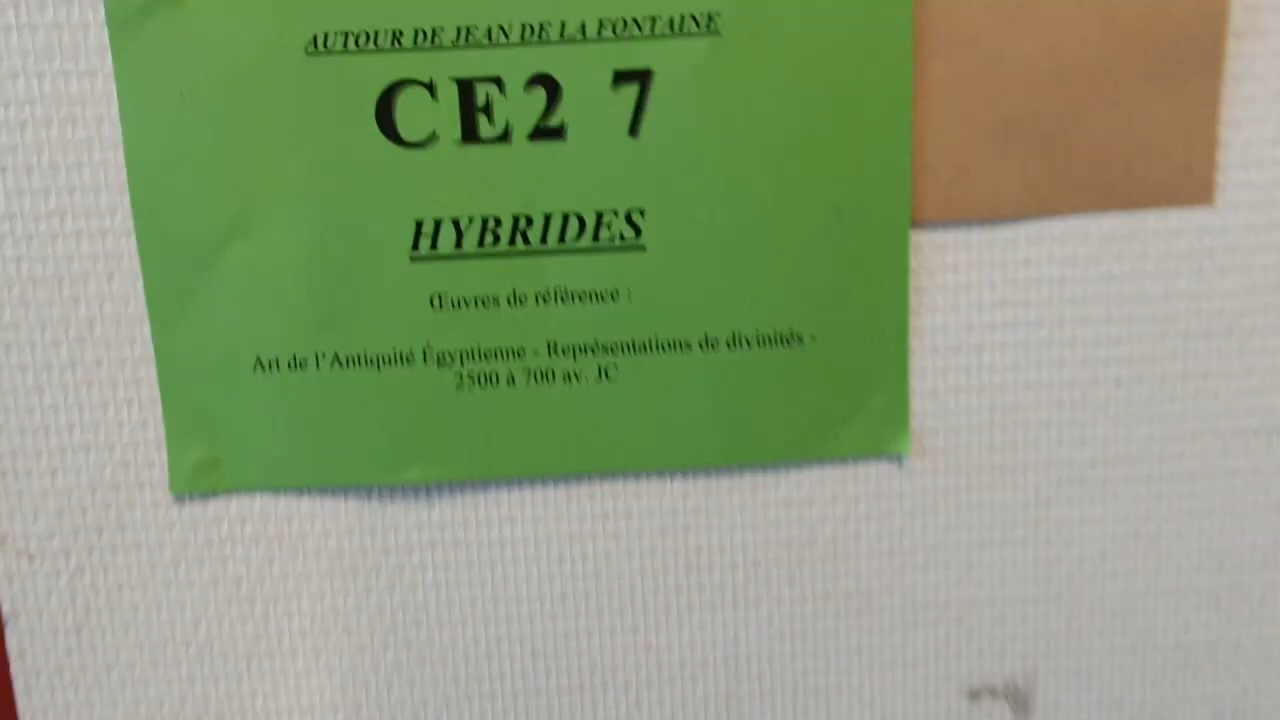 AUTOUR DE JEAN DE LA FONTAINE
CE2 7
HYBRIDES
Œuvres de référence :
Art de l'Antiquité Égyptienne - Représentations de divinités -
2500 à 700 av. JC